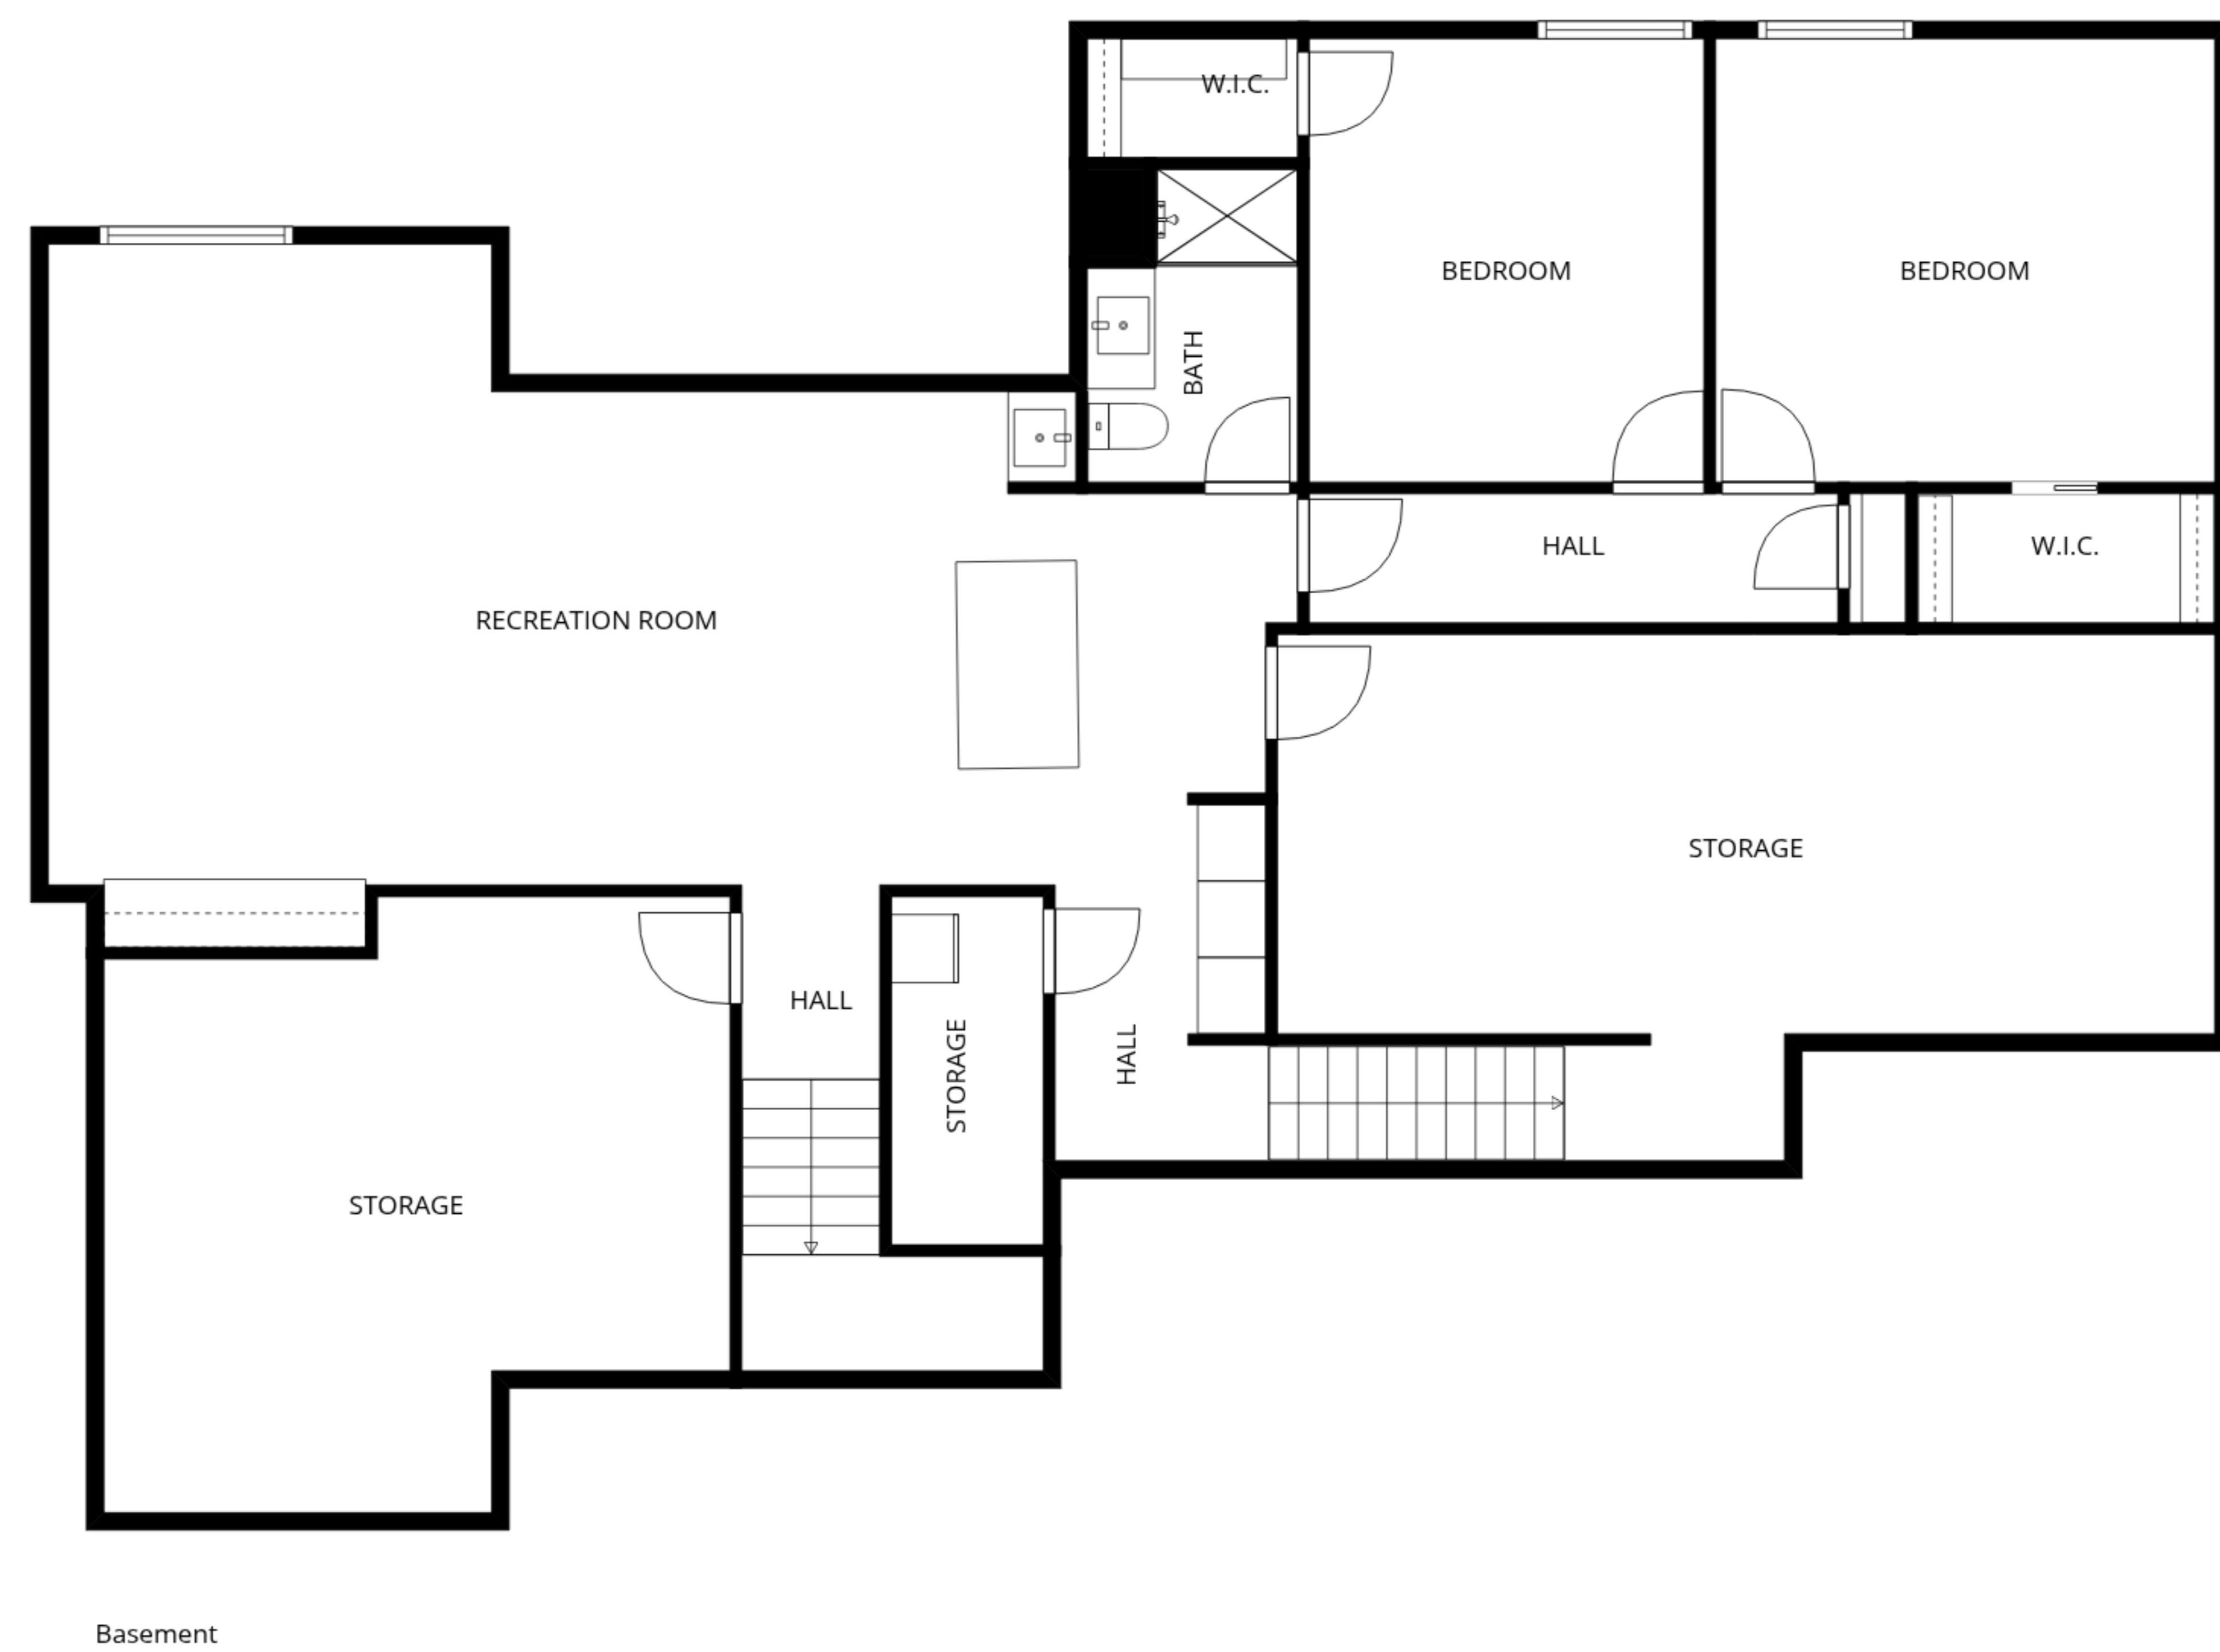 W.I.C.
BEDROOM
BEDROOM
BATH
HALL
W.I.C.
RECREATION ROOM
STORAGE
HALL
STORAGE
HALL
STORAGE
Basement